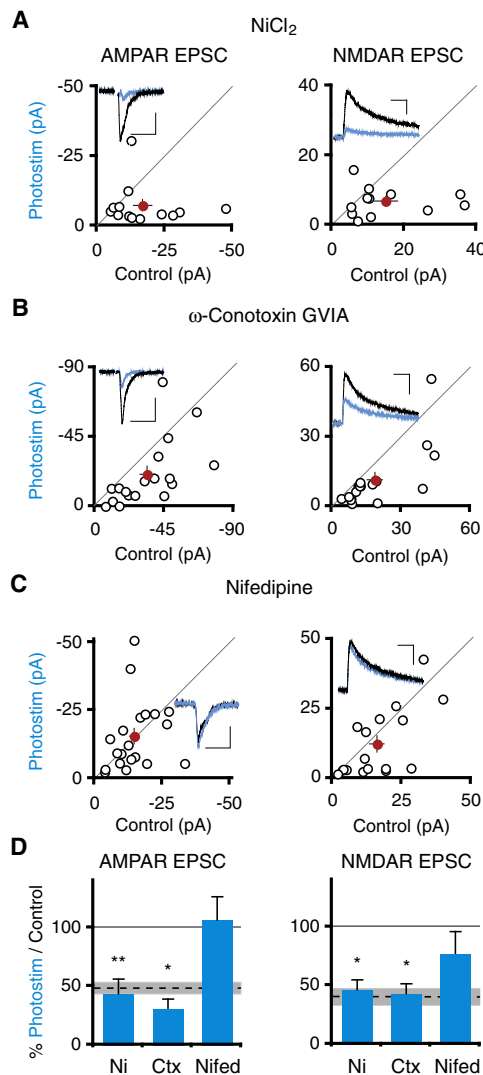 A
NiCl2
AMPAR EPSC
NMDAR EPSC
Photostim (pA)
-50
-25
0
0
-25
-50
Control (pA)
40
20
0
0
20
40
Control (pA)
B
ω-Conotoxin GVIA
Photostim (pA)
-90
-45
0
0
-45
-90
Control (pA)
60
30
0
0
30
60
Control (pA)
C
Nifedipine
Photostim (pA)
-50
-25
0
0
-25
-50
Control (pA)
50
25
0
0
25
50
Control (pA)
D
AMPAR EPSC
NMDAR EPSC
% Photostim / Control
100
50
0
**
*
Ni Ctx Nifed
100
50
0
*
*
Ni Ctx Nifed